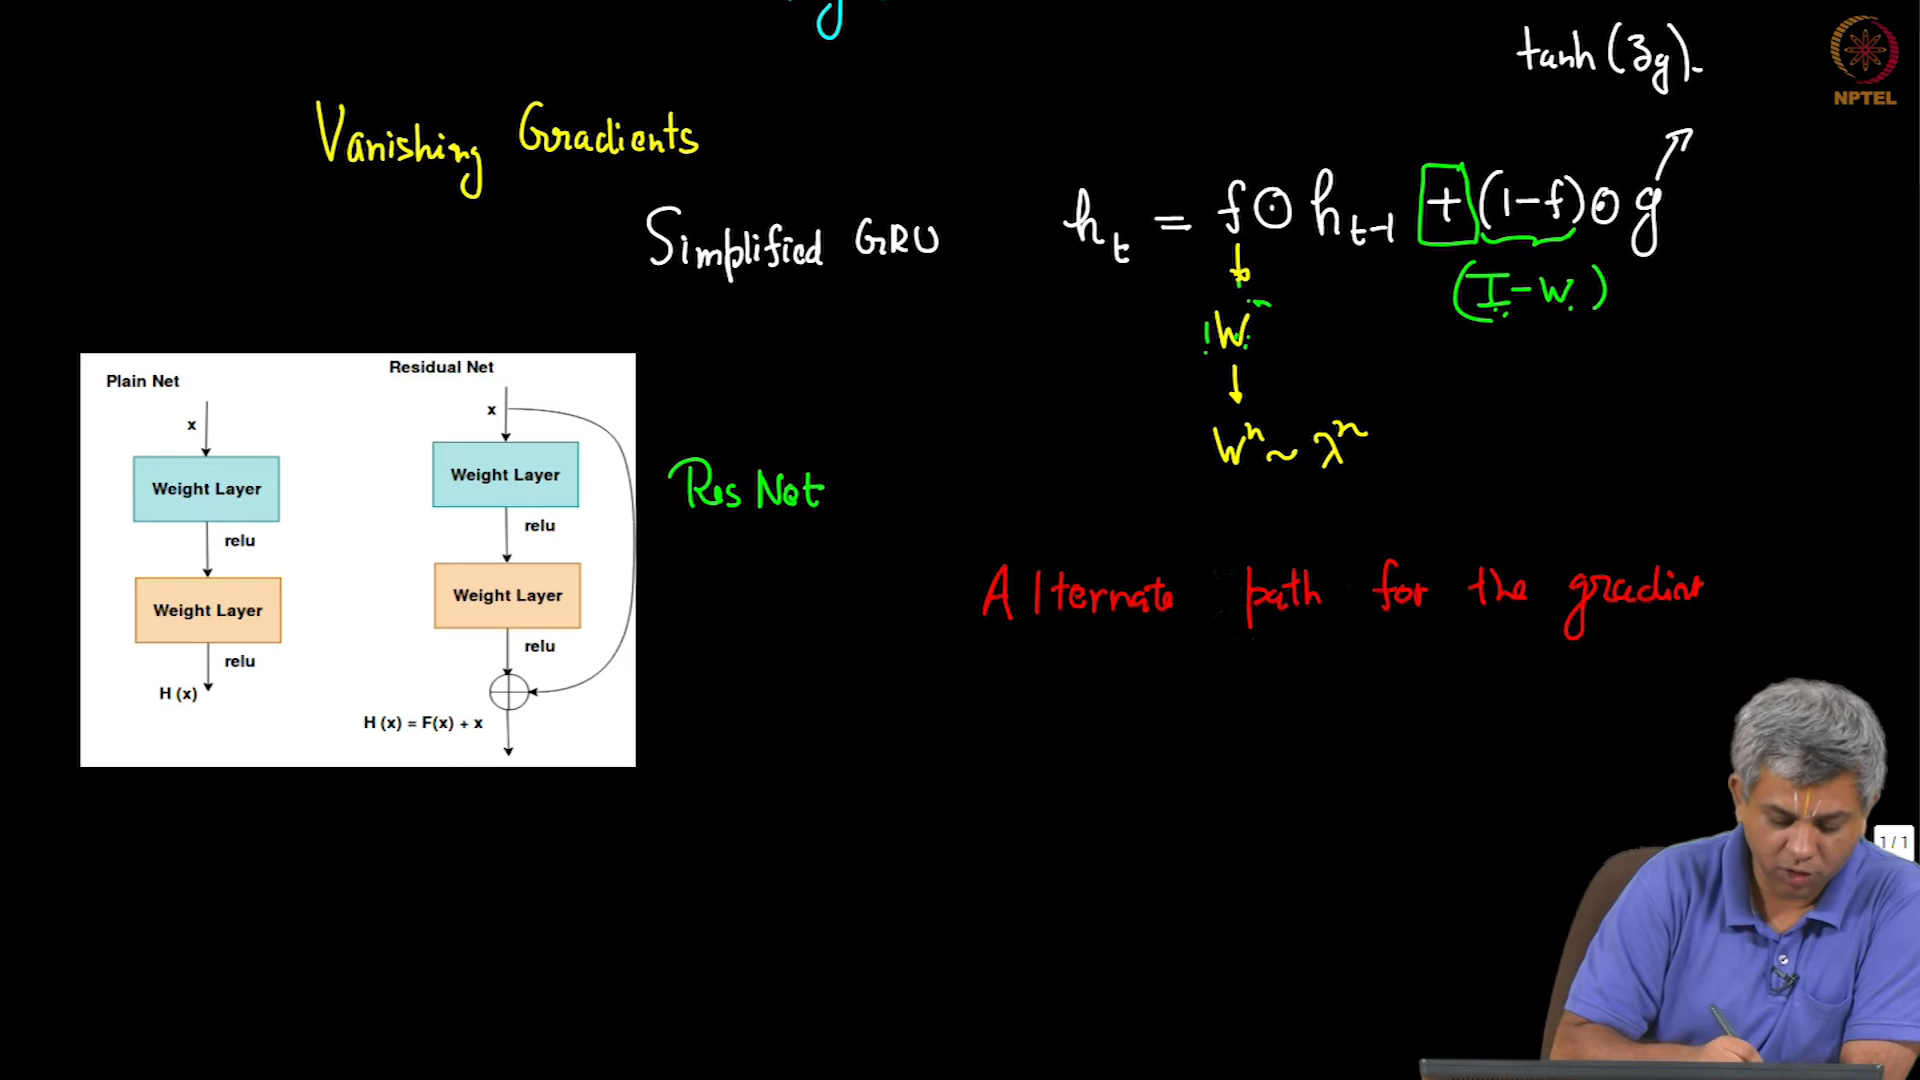 tanh(zg).
NPTEL
Vanishing Gradients
Simplified GRU
h_t = f ⊙ h_{t-1} + (1-f) ⊙ g
(I - W)
W
W^n ~ λ^n
Plain Net
x
Weight Layer
relu
Weight Layer
relu
H (x)
Residual Net
x
Weight Layer
relu
Weight Layer
relu
H (x) = F(x) + x
Res Net
Alternate path for the gradient
1 / 1